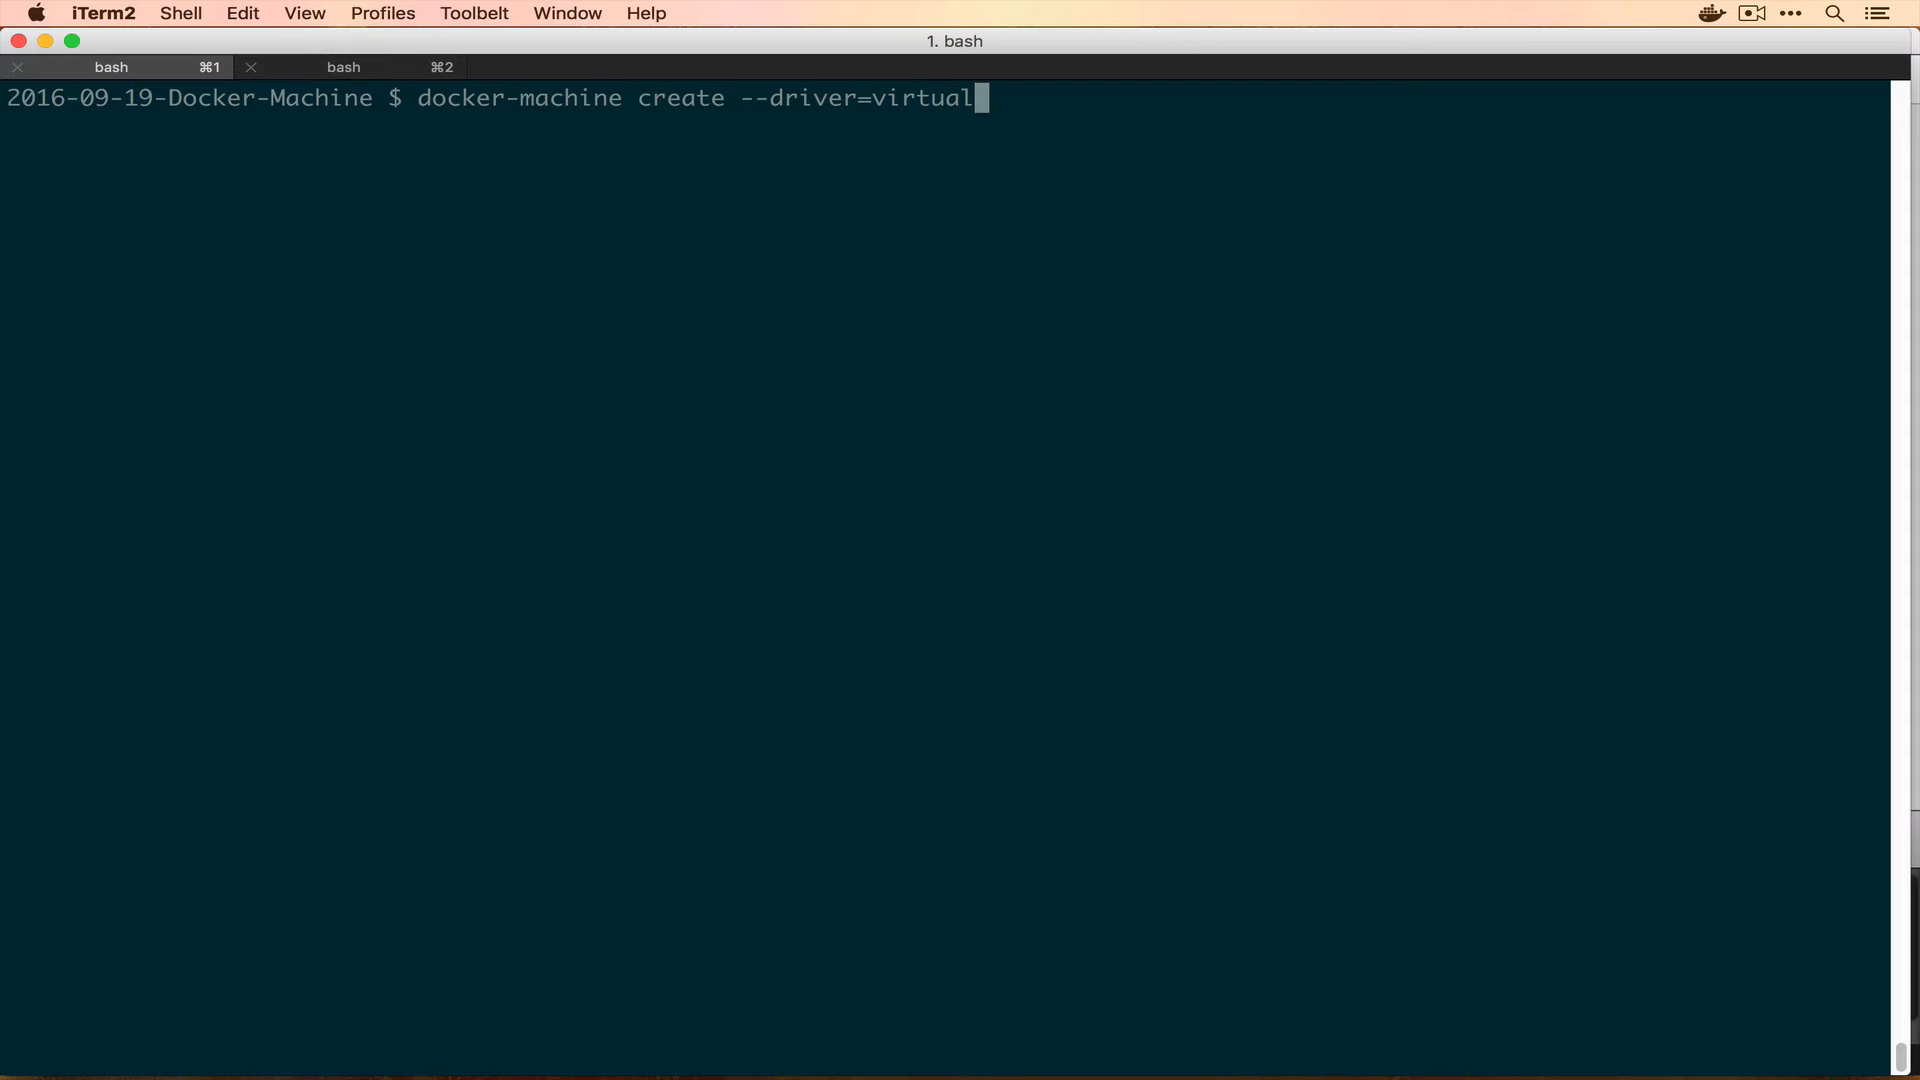 iTerm2 Shell Edit View Profiles Toolbelt Window Help
1. bash
bash ⌘1 bash ⌘2
2016-09-19-Docker-Machine $ docker-machine create --driver=virtual